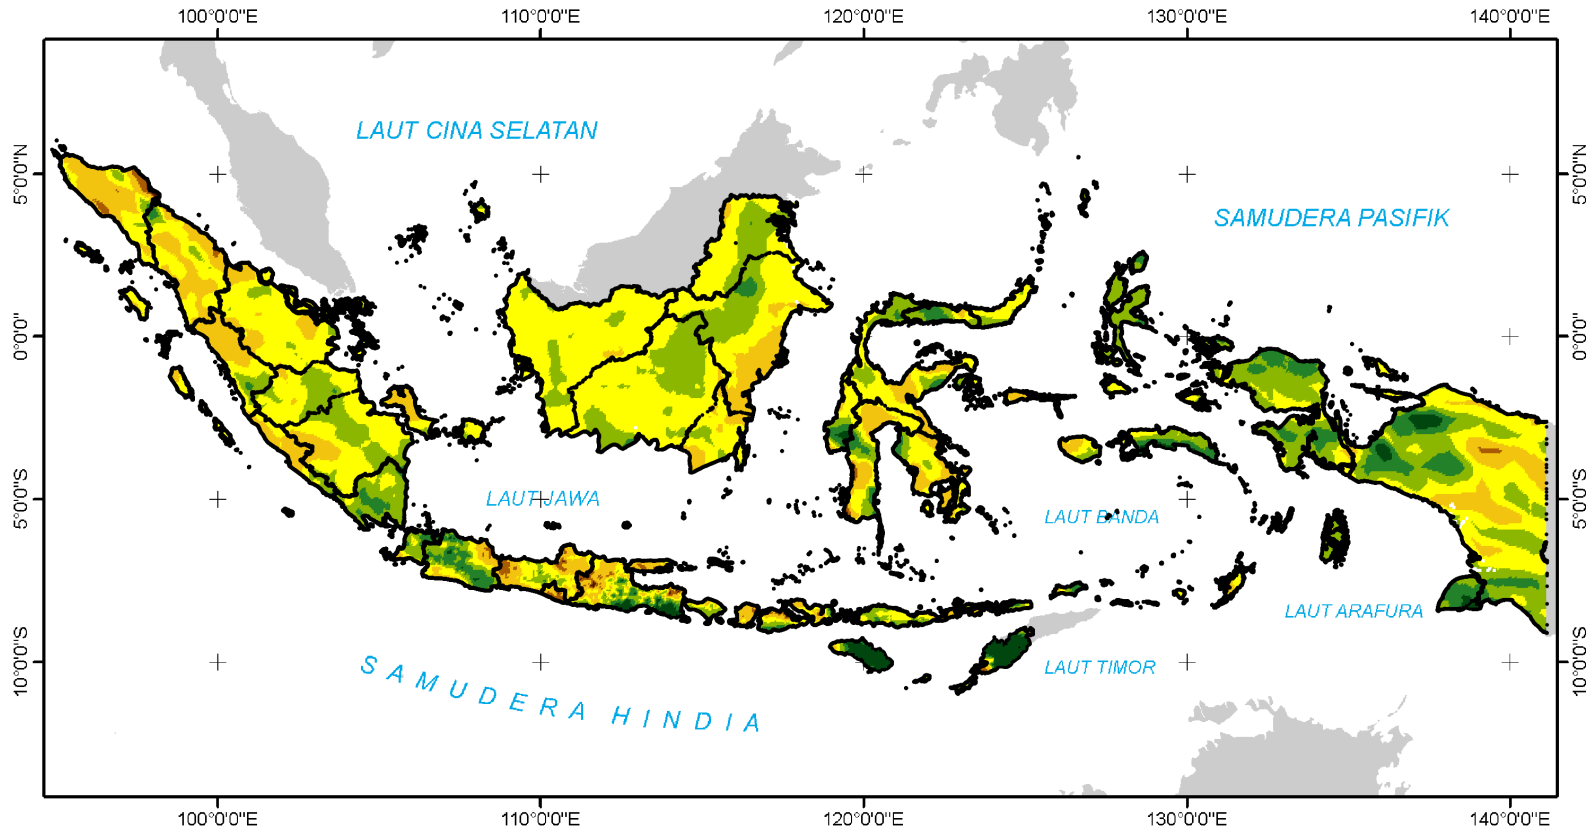 100°0'0"E 110°0'0"E 120°0'0"E 130°0'0"E 140°0'0"E
LAUT CINA SELATAN
5°0'0"N 5°0'0"N
SAMUDERA PASIFIK
0°0'0" 0°0'0"
LAUT JAWA
5°0'0"S 5°0'0"S
LAUT BANDA
LAUT ARAFURA
10°0'0"S 10°0'0"S
LAUT TIMOR
SAMUDERA HINDIA
100°0'0"E 110°0'0"E 120°0'0"E 130°0'0"E 140°0'0"E